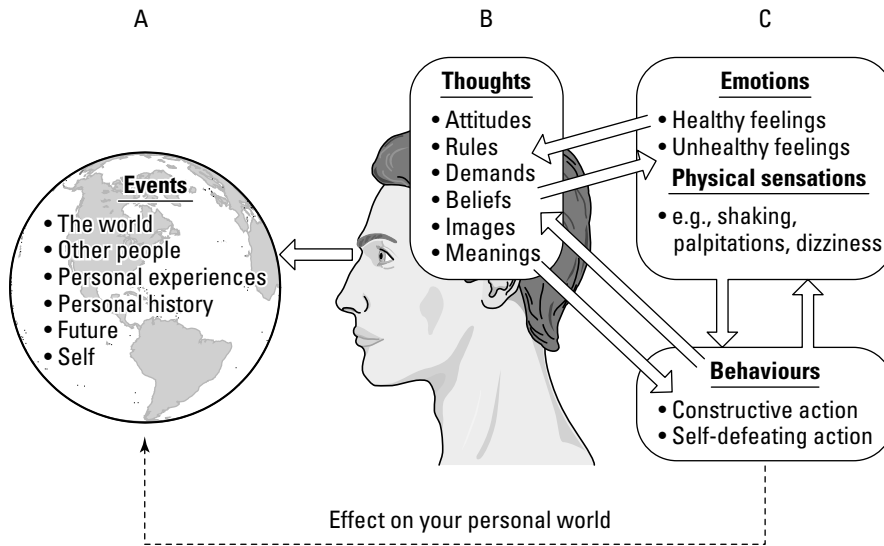 A
B
C
Events
• The world
• Other people
• Personal experiences
• Personal history
• Future
• Self
Thoughts
• Attitudes
• Rules
• Demands
• Beliefs
• Images
• Meanings
Emotions
• Healthy feelings
• Unhealthy feelings
Physical sensations
• e.g., shaking,
palpitations, dizziness
Behaviours
• Constructive action
• Self-defeating action
Effect on your personal world